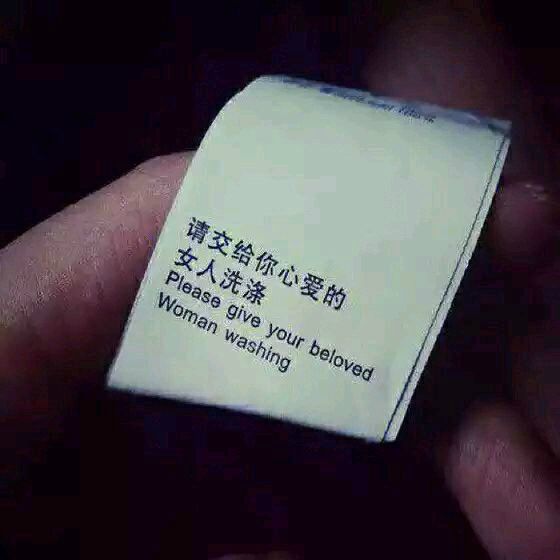 请交给你心爱的
女人洗涤
Please give your beloved
Woman washing